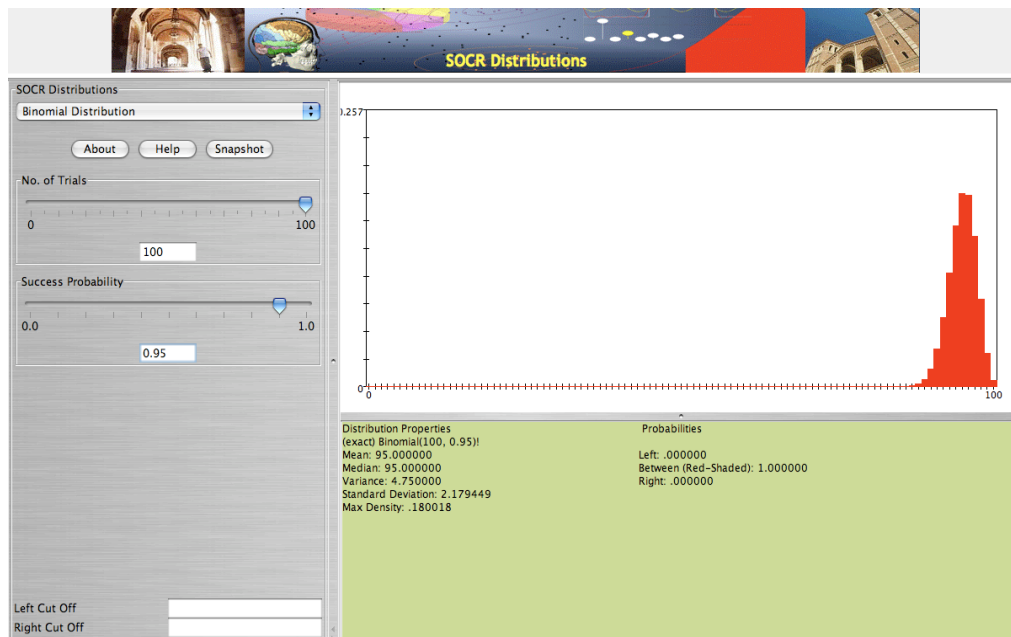 SOCR Distributions
SOCR Distributions
Binomial Distribution
About Help Snapshot
No. of Trials
0 100
100
Success Probability
0.0 1.0
0.95
Left Cut Off
Right Cut Off
0.257
0
0 100
Distribution Properties
(exact) Binomial(100, 0.95)!
Mean: 95.000000
Median: 95.000000
Variance: 4.750000
Standard Deviation: 2.179449
Max Density: .180018
Probabilities
Left: .000000
Between (Red-Shaded): 1.000000
Right: .000000